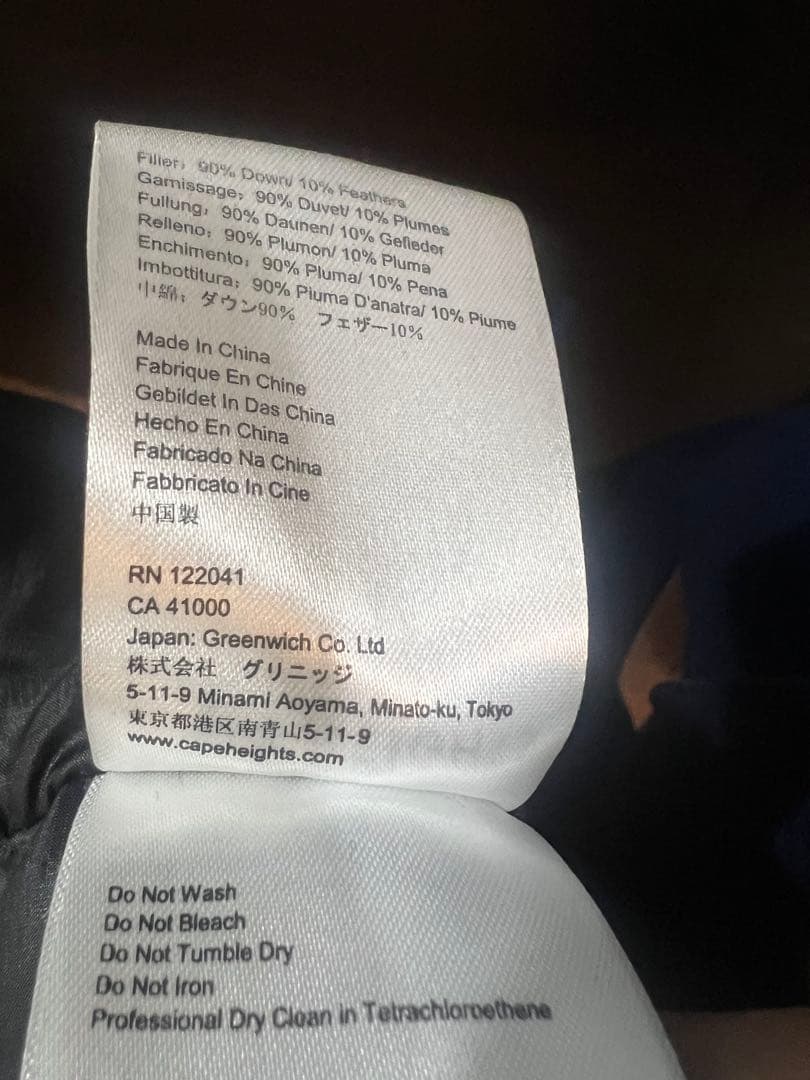 Filler: 90% Down/ 10% Feathers
Garnissage: 90% Duvet/ 10% Plumes
Fullung: 90% Daunen/ 10% Gefieder
Relleno: 90% Plumon/ 10% Pluma
Enchimento: 90% Pluma/ 10% Pena
Imbottitura: 90% Piuma D'anatra/ 10% Piume
中綿: ダウン90% フェザー10%
Made In China
Fabrique En Chine
Gebildet In Das China
Hecho En China
Fabricado Na China
Fabbricato In Cine
中国製
RN 122041
CA 41000
Japan: Greenwich Co. Ltd
株式会社 グリニッジ
5-11-9 Minami Aoyama, Minato-ku, Tokyo
東京都港区南青山5-11-9
www.capeheights.com
Do Not Wash
Do Not Bleach
Do Not Tumble Dry
Do Not Iron
Professional Dry Clean in Tetrachloroethene